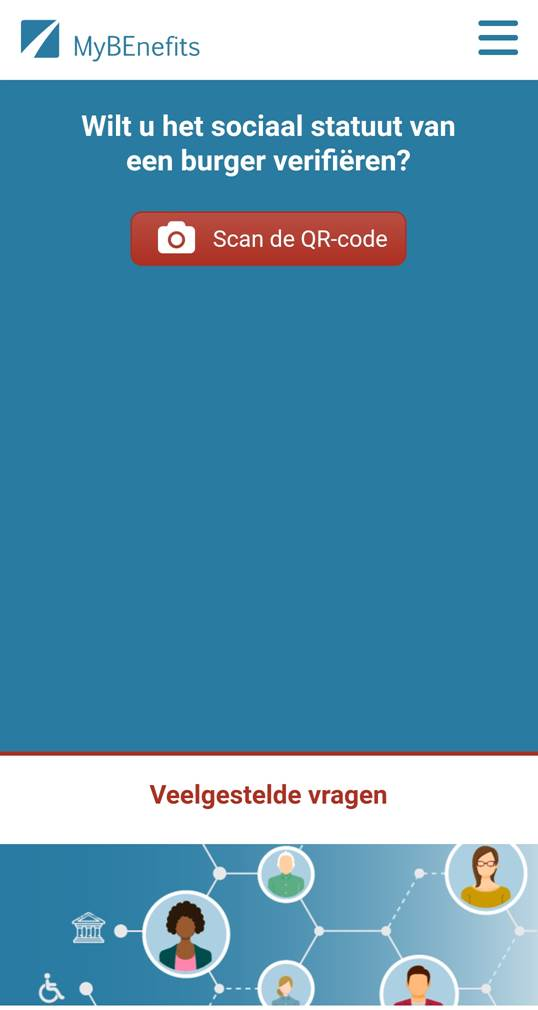 MyBEnefits
Wilt u het sociaal statuut van
een burger verifiëren?
Scan de QR-code
Veelgestelde vragen